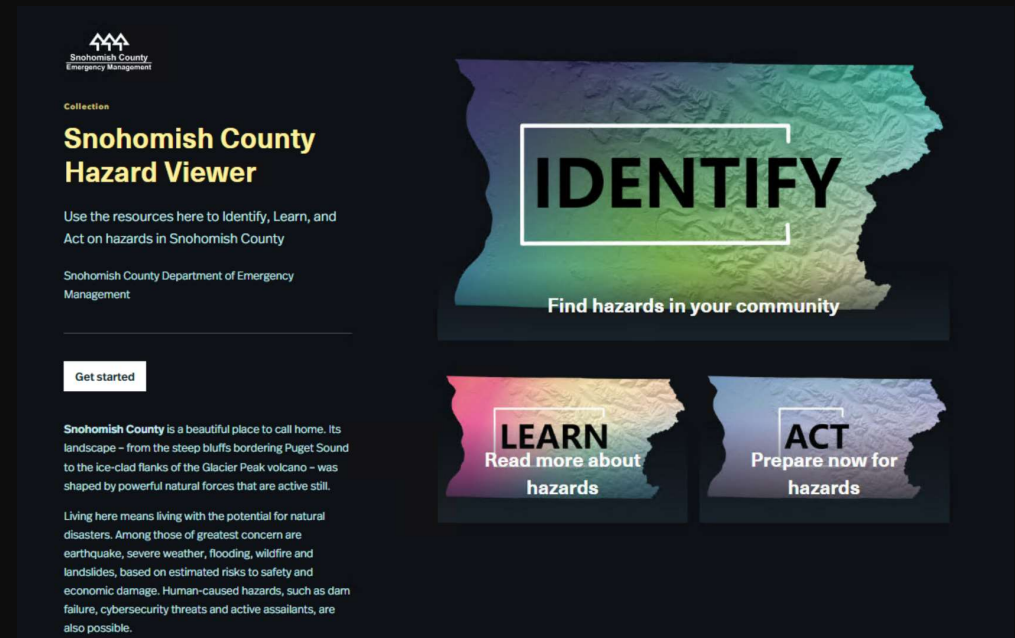 Snohomish County
Emergency Management
Collection
Snohomish County
Hazard Viewer
Use the resources here to Identify, Learn, and
Act on hazards in Snohomish County
Snohomish County Department of Emergency
Management
Get started
Snohomish County is a beautiful place to call home. Its
landscape – from the steep bluffs bordering Puget Sound
to the ice-clad flanks of the Glacier Peak volcano – was
shaped by powerful natural forces that are active still.
Living here means living with the potential for natural
disasters. Among those of greatest concern are
earthquake, severe weather, flooding, wildfire and
landslides, based on estimated risks to safety and
economic damage. Human-caused hazards, such as dam
failure, cybersecurity threats and active assailants, are
also possible.
IDENTIFY
Find hazards in your community
LEARN
Read more about
hazards
ACT
Prepare now for
hazards